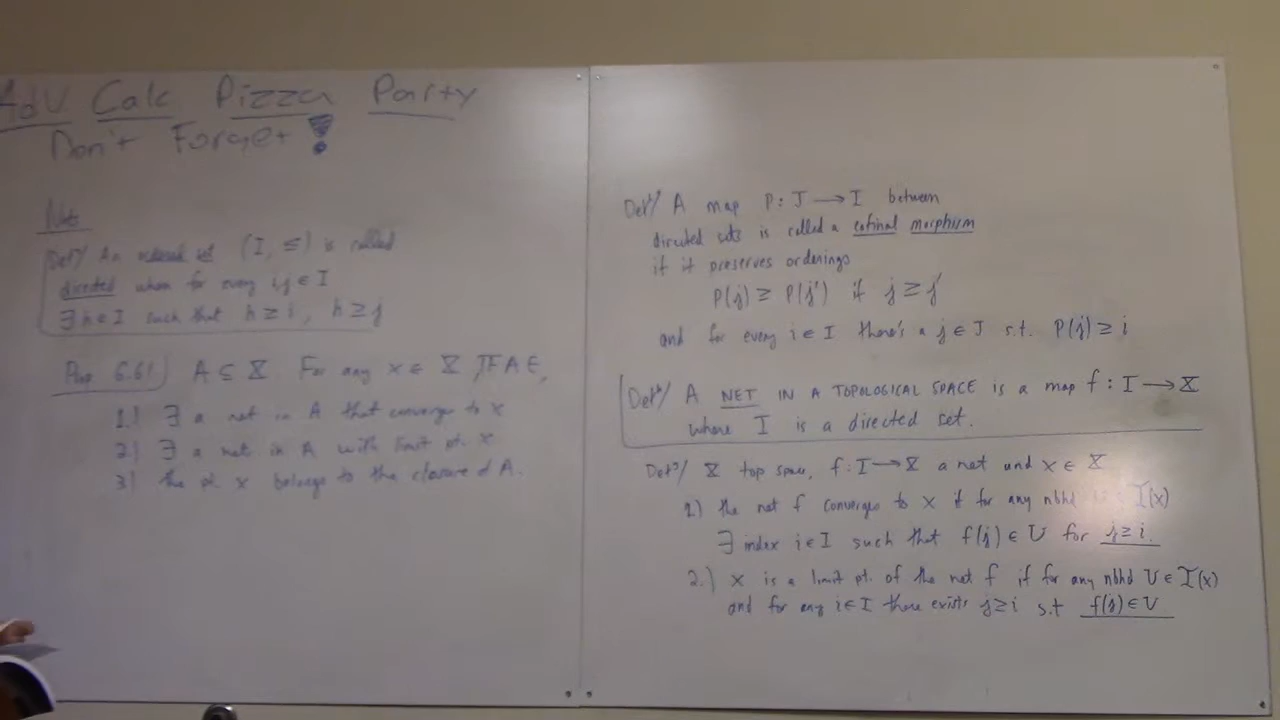 Adv Calc Pizza Party
Don't Forget!
Nets
Def'n/ An ordered set (I, ≤) is called
directed when for every i,j ∈ I
∃ k ∈ I such that k ≥ i, k ≥ j
Prop 6.61) A ⊆ X For any x ∈ X TFAE,
1.) ∃ a net in A that converges to x
2.) ∃ a net in A with limit pt. x
3) the pt. x belongs to the closure of A.
Def'n/ A map P: J → I between
directed sets is called a cofinal morphism
if it preserves orderings
P(j) ≥ P(j') if j ≥ j'
and for every i ∈ I there's a j ∈ J s.t. P(j) ≥ i
Def'n/ A NET IN A TOPOLOGICAL SPACE is a map f: I → X
where I is a directed set.
Def'n/ X top space, f: I → X a net and x ∈ X
1) the net f converges to x if for any nbhd T(x)
∃ index i ∈ I such that f(j) ∈ U for j ≥ i.
2.) x is a limit pt. of the net f if for any nbhd U ∈ T(x)
and for any i ∈ I there exists j ≥ i s.t f(j) ∈ U